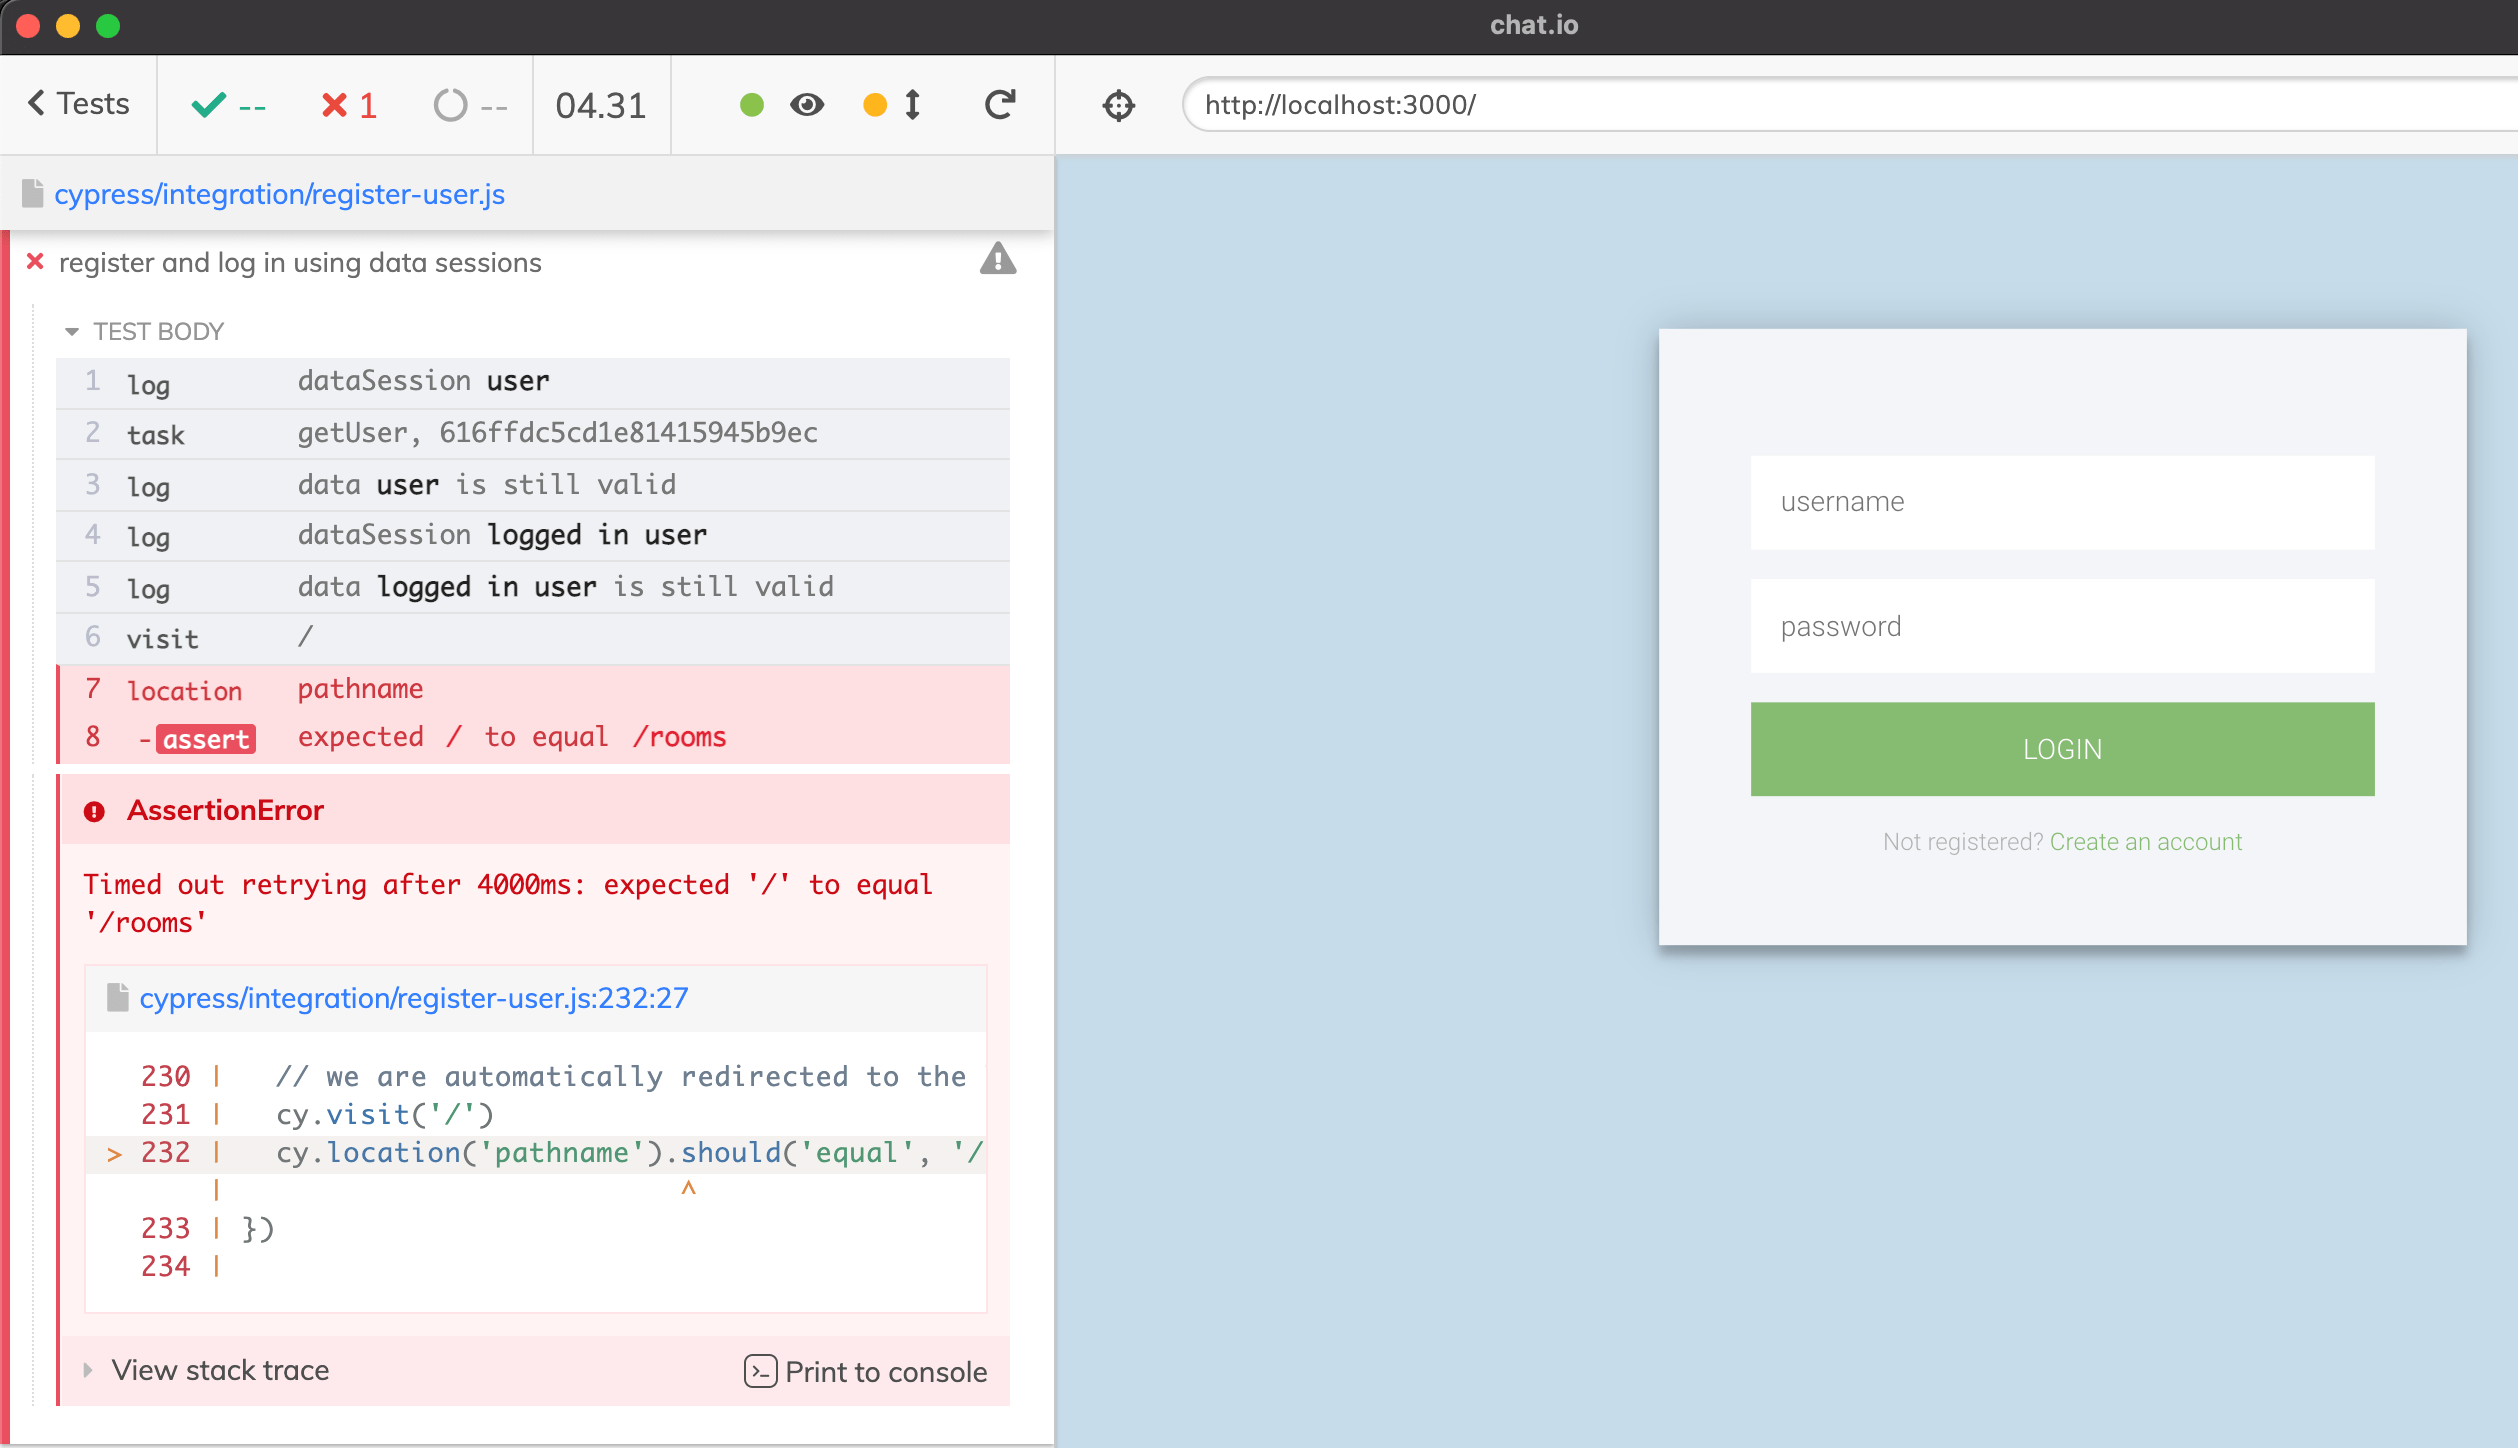 chat.io
Tests
--
1
--
04.31
http://localhost:3000/
cypress/integration/register-user.js
register and log in using data sessions
TEST BODY
1 log dataSession user
2 task getUser, 616ffdc5cd1e81415945b9ec
3 log data user is still valid
4 log dataSession logged in user
5 log data logged in user is still valid
6 visit /
7 location pathname
8 -assert expected / to equal /rooms
AssertionError
Timed out retrying after 4000ms: expected '/' to equal
'/rooms'
cypress/integration/register-user.js:232:27
230 | // we are automatically redirected to the
231 | cy.visit('/')
> 232 | cy.location('pathname').should('equal', '/
| ^
233 | })
234 |
View stack trace
Print to console
username
password
LOGIN
Not registered? Create an account